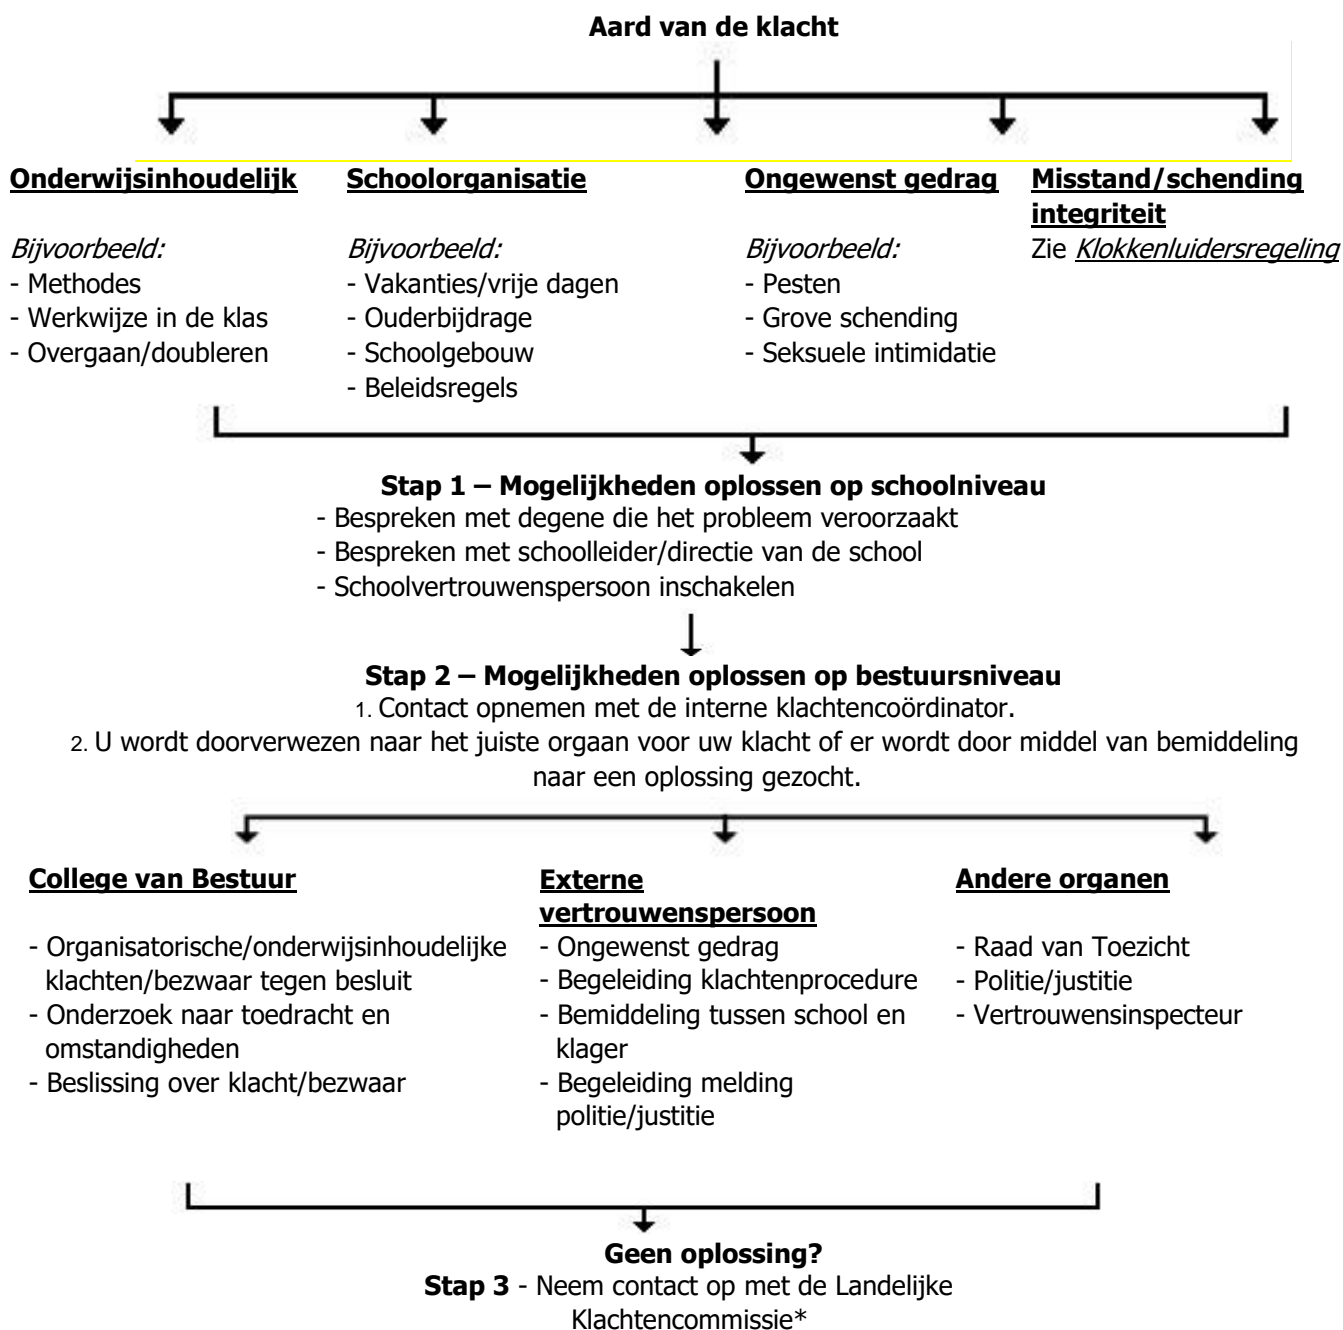 Aard van de klacht
Onderwijsinhoudelijk
Bijvoorbeeld:
- Methodes
- Werkwijze in de klas
- Overgaan/doubleren
Schoolorganisatie
Bijvoorbeeld:
- Vakanties/vrije dagen
- Ouderbijdrage
- Schoolgebouw
- Beleidsregels
Ongewenst gedrag
Bijvoorbeeld:
- Pesten
- Grove schending
- Seksuele intimidatie
Misstand/schending
integriteit
Zie Klokkenluidersregeling
Stap 1 – Mogelijkheden oplossen op schoolniveau
- Bespreken met degene die het probleem veroorzaakt
- Bespreken met schoolleider/directie van de school
- Schoolvertrouwenspersoon inschakelen
Stap 2 – Mogelijkheden oplossen op bestuursniveau
1. Contact opnemen met de interne klachtencoördinator.
2. U wordt doorverwezen naar het juiste orgaan voor uw klacht of er wordt door middel van bemiddeling
naar een oplossing gezocht.
College van Bestuur
- Organisatorische/onderwijsinhoudelijke
klachten/bezwaar tegen besluit
- Onderzoek naar toedracht en
omstandigheden
- Beslissing over klacht/bezwaar
Externe
vertrouwenspersoon
- Ongewenst gedrag
- Begeleiding klachtenprocedure
- Bemiddeling tussen school en
klager
- Begeleiding melding
politie/justitie
Andere organen
- Raad van Toezicht
- Politie/justitie
- Vertrouwensinspecteur
Geen oplossing?
Stap 3 - Neem contact op met de Landelijke
Klachtencommissie*